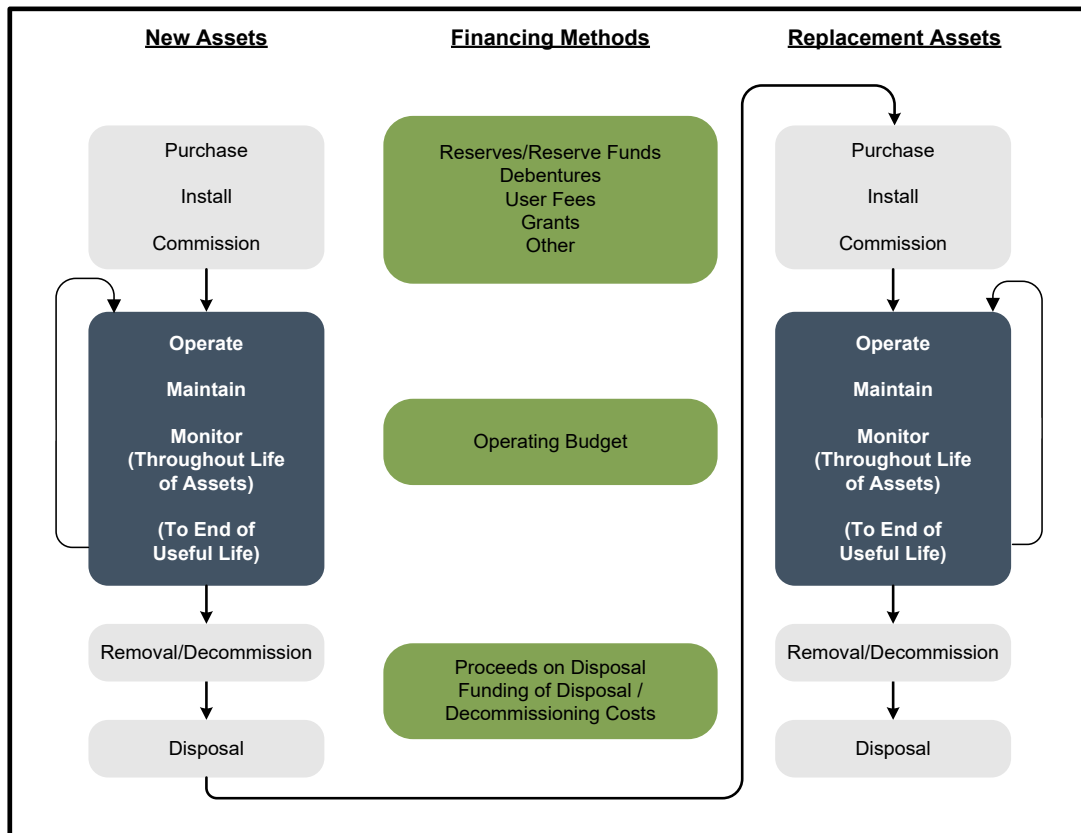 New Assets
Financing Methods
Replacement Assets
Purchase
Install
Commission
Operate
Maintain
Monitor
(Throughout Life
of Assets)
(To End of
Useful Life)
Removal/Decommission
Disposal
Reserves/Reserve Funds
Debentures
User Fees
Grants
Other
Operating Budget
Proceeds on Disposal
Funding of Disposal /
Decommissioning Costs
Purchase
Install
Commission
Operate
Maintain
Monitor
(Throughout Life
of Assets)
(To End of
Useful Life)
Removal/Decommission
Disposal